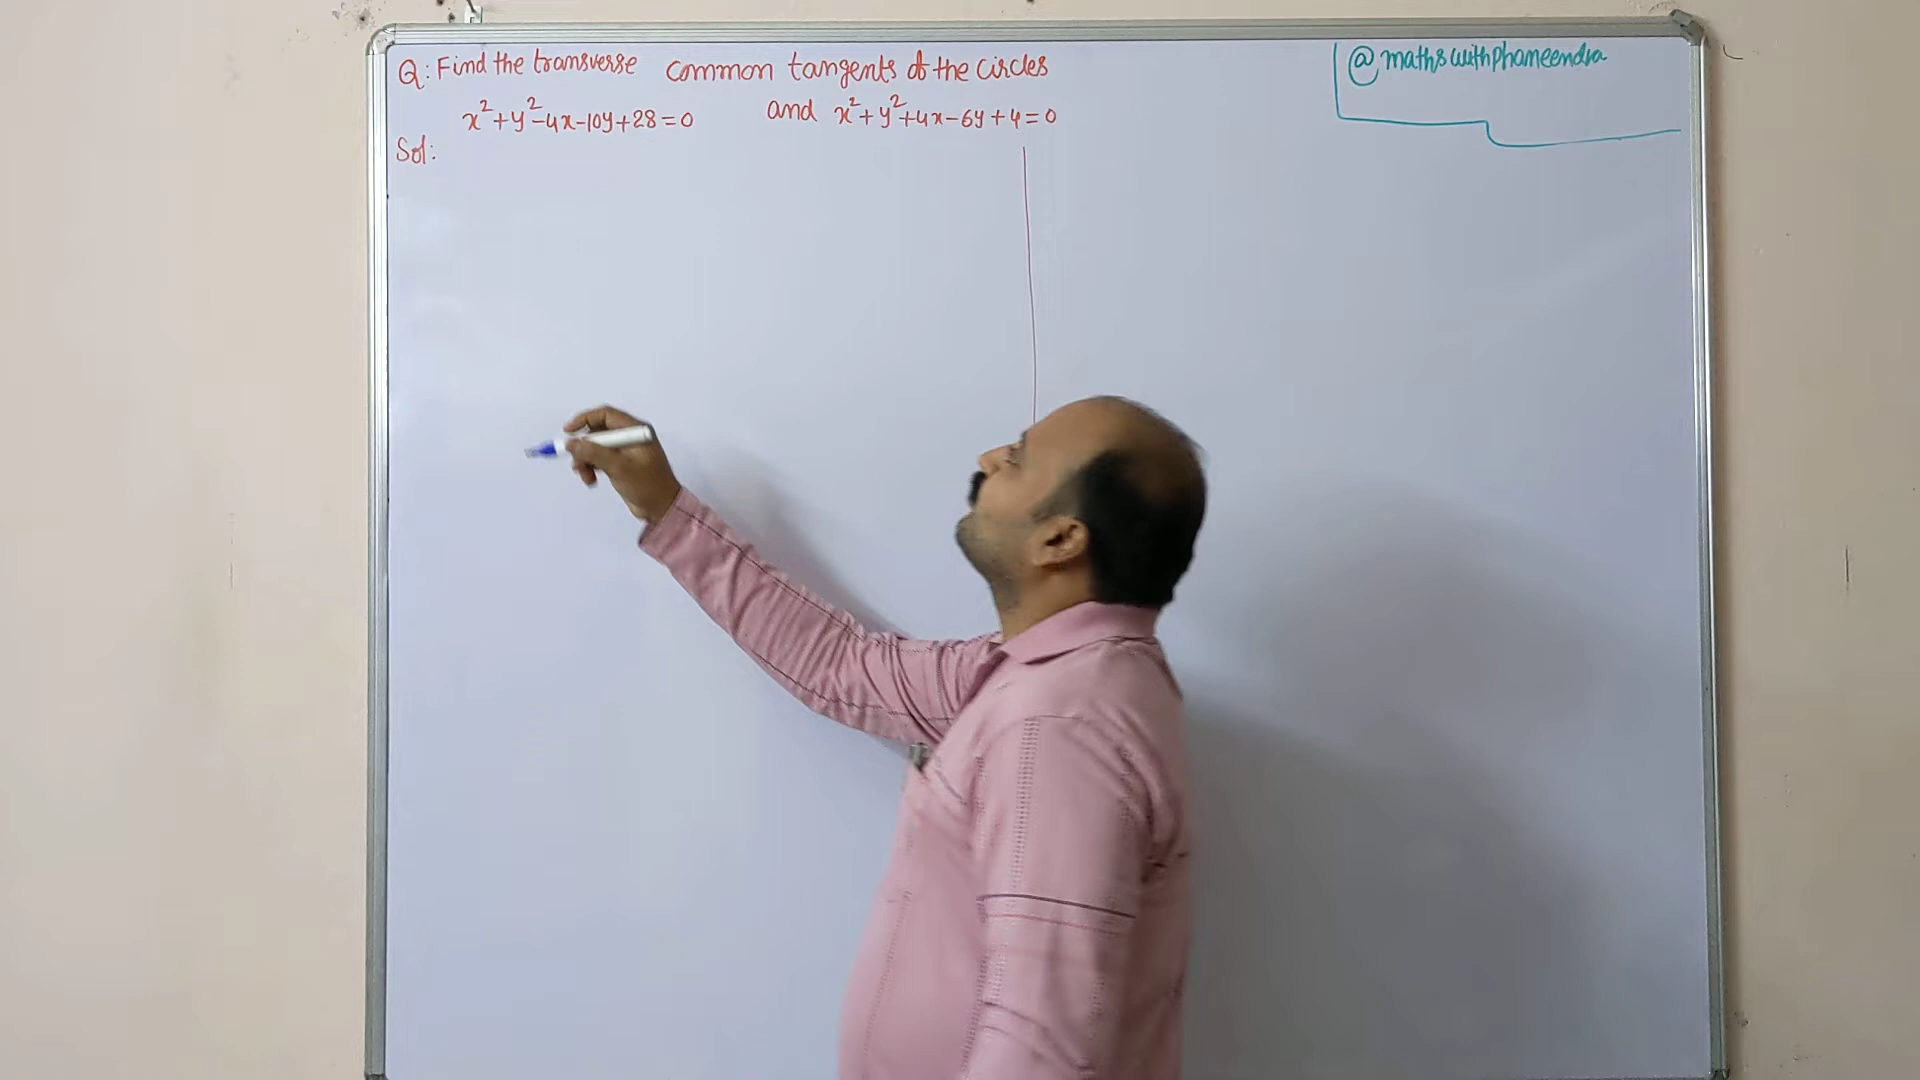 Q: Find the transverse common tangents of the circles
x²+y²-4x-10y+28=0 and x²+y²+4x-6y+4=0
Sol:
@mathswithphaneendra